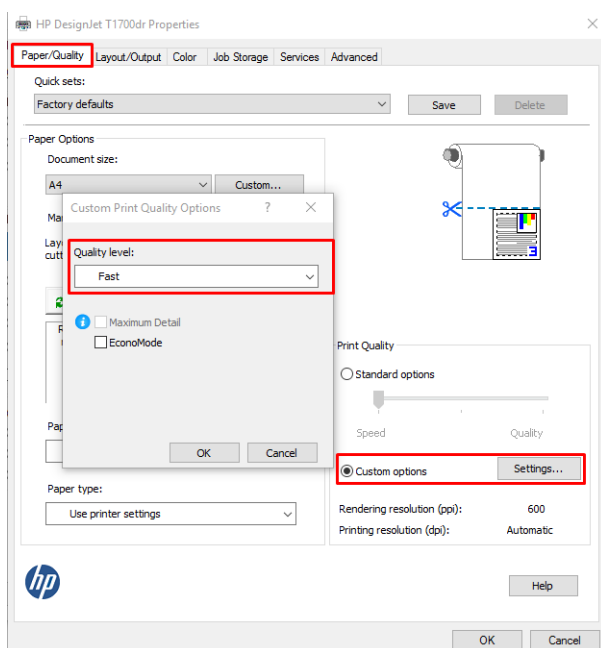 HP DesignJet T1700dr Properties
Paper/Quality Layout/Output Color Job Storage Services Advanced
Quick sets:
Factory defaults Save Delete
Paper Options
Document size:
A4 Custom...
Custom Print Quality Options ? ×
Quality level:
Fast
Maximum Detail
EconoMode
OK Cancel
Print Quality
Standard options
Speed Quality
Custom options Settings...
Paper type:
Use printer settings
Rendering resolution (ppi): 600
Printing resolution (dpi): Automatic
hp
Help
OK Cancel